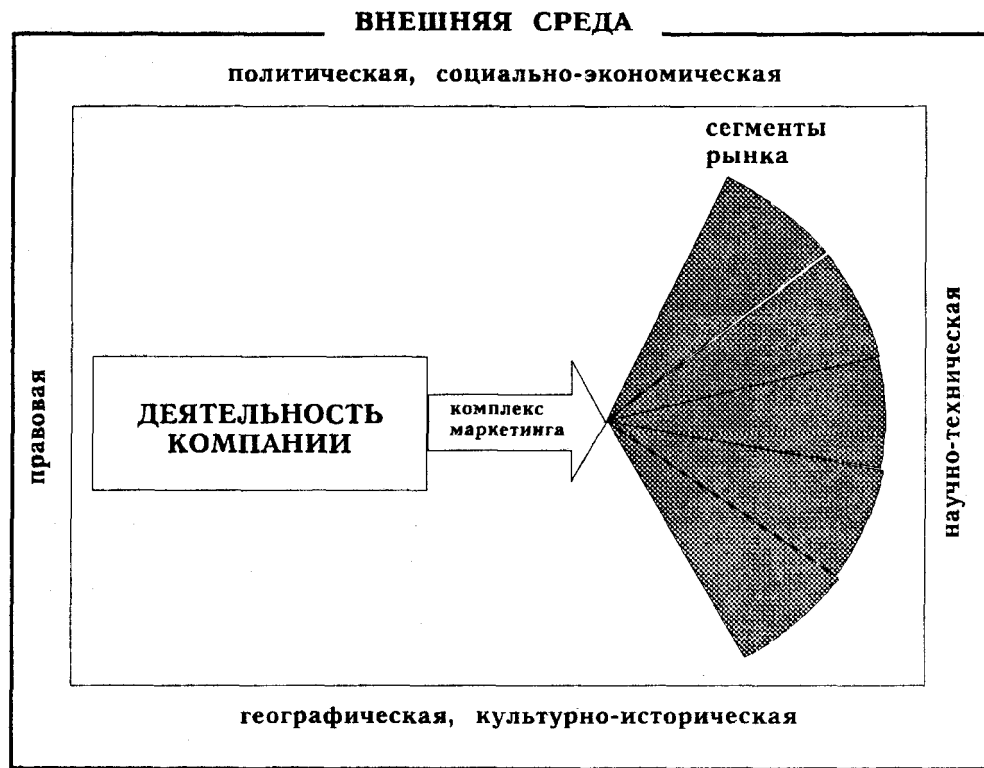 ВНЕШНЯЯ СРЕДА
политическая, социально-экономическая
сегменты
рынка
правовая
ДЕЯТЕЛЬНОСТЬ
КОМПАНИИ
комплекс
маркетинга
научно-техническая
географическая, культурно-историческая